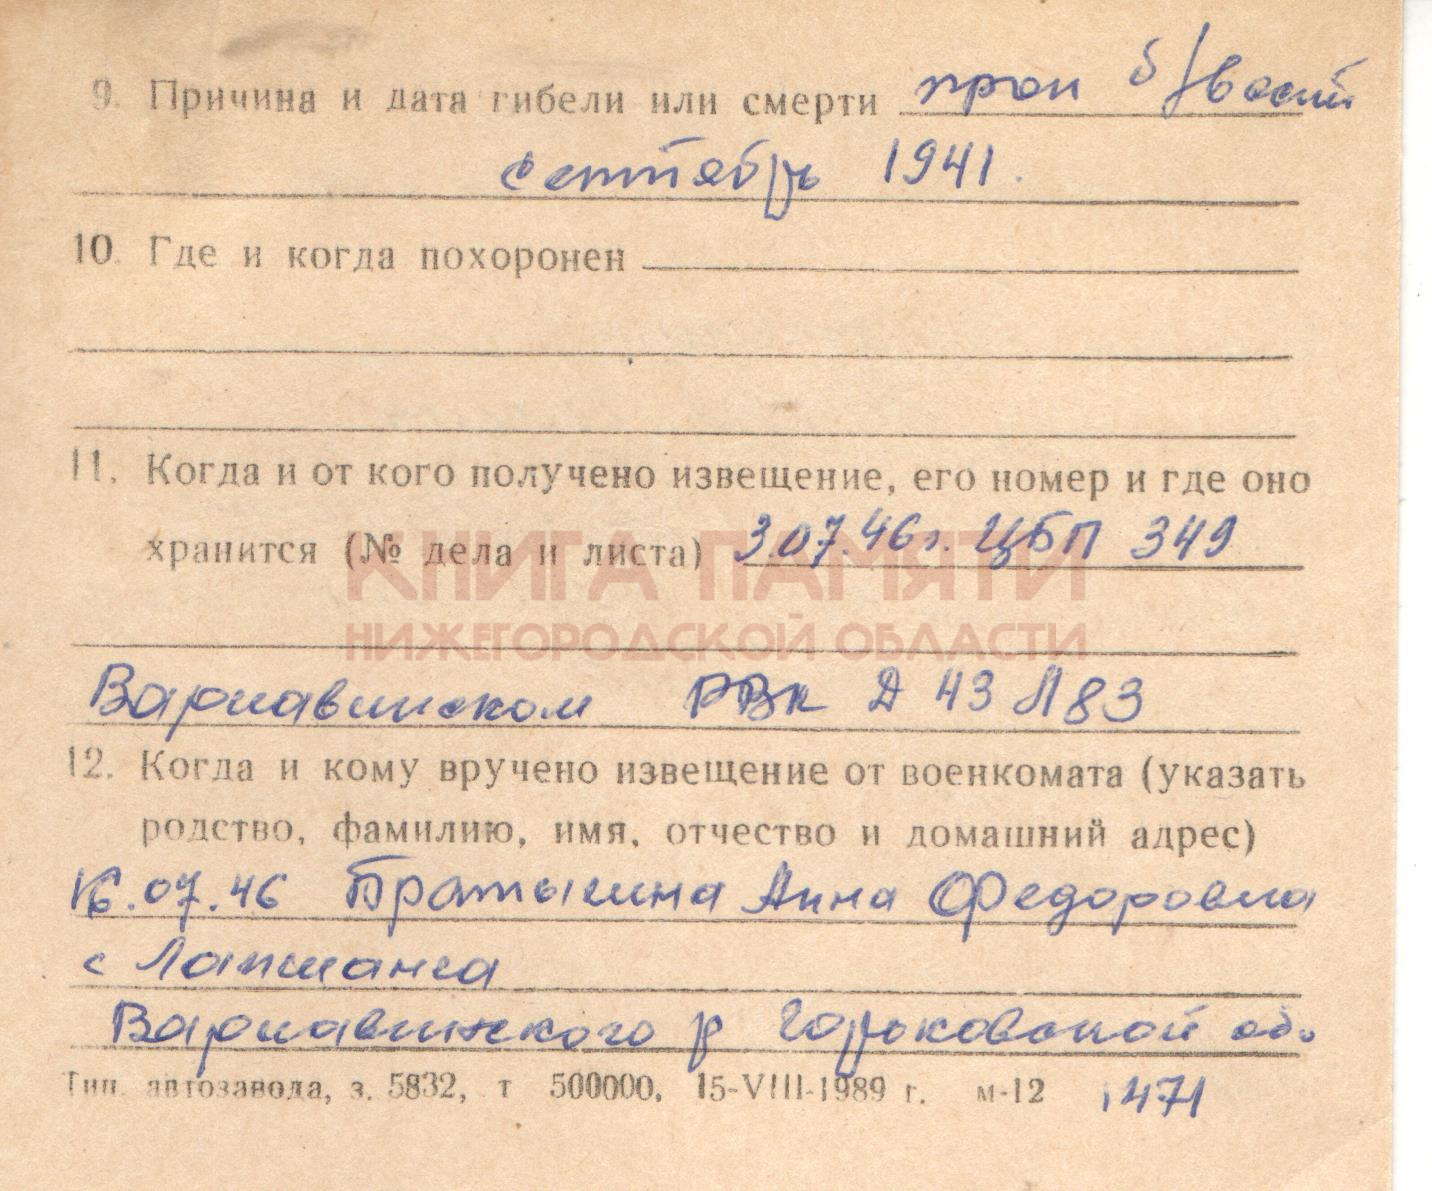 9. Причина и дата гибели или смерти проп б/вести
сентябрь 1941.
10. Где и когда похоронен
11. Когда и от кого получено извещение, его номер и где оно
хранится (№ дела и листа) 3.07.46г. ЦБП 349
КНИГА ПАМЯТИ
НИЖЕГОРОДСКОЙ ОБЛАСТИ
Варнавинском РВК Д 43 Л 83
12. Когда и кому вручено извещение от военкомата (указать
родство, фамилию, имя, отчество и домашний адрес)
16.07.46 Братыгина Анна Федоровна
с Лапшанга
Варнавинского р Горьковской об.
Тип. автозавода, з. 5832, т 500000, 15-VIII-1989 г. м-12 1471